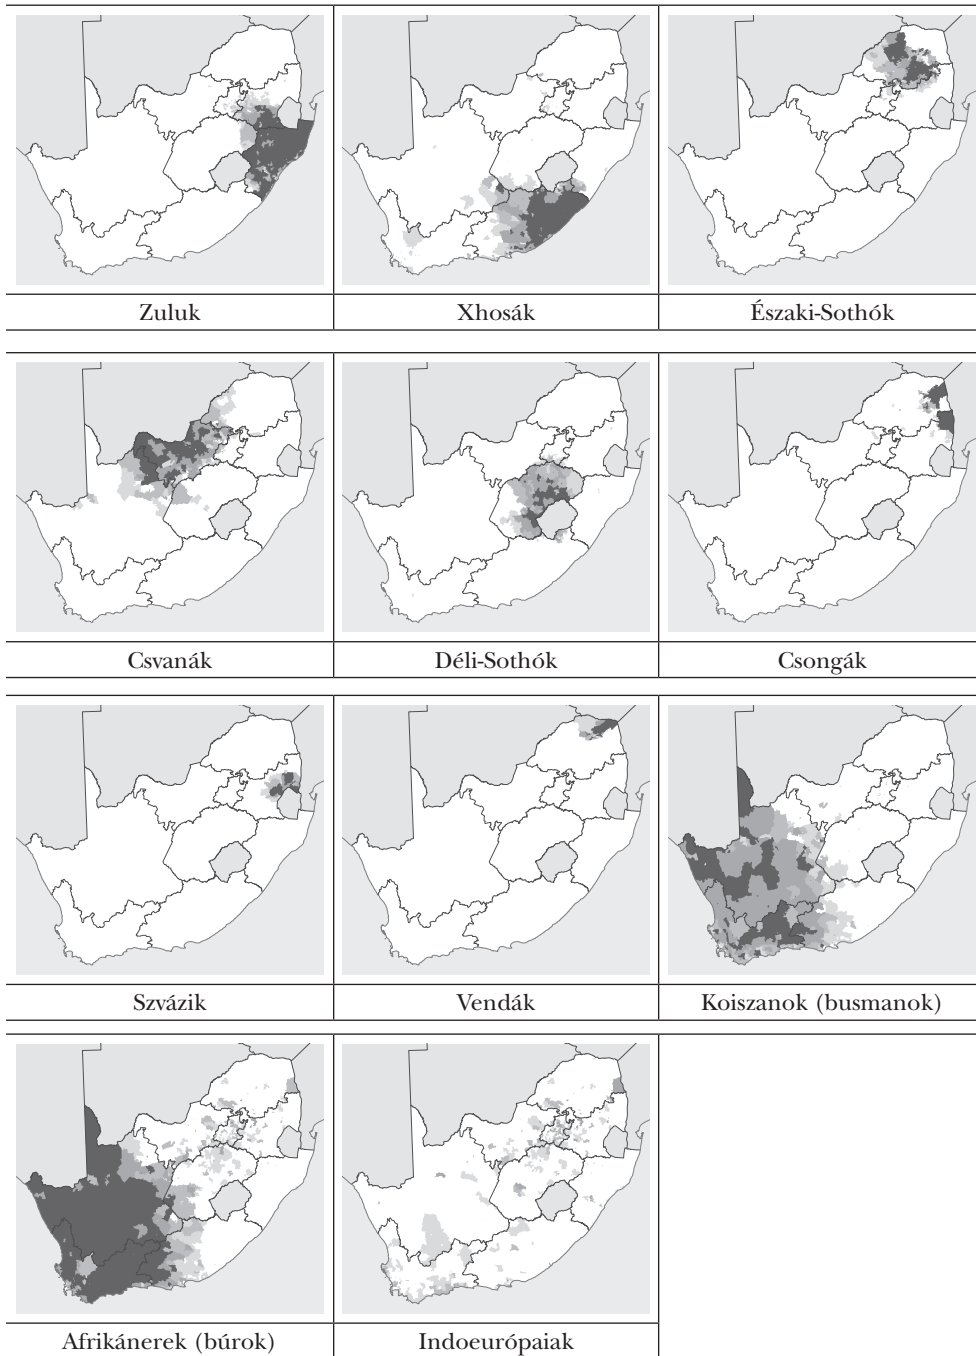 Zuluk
Xhosák
Északi-Sothók
Csvanák
Déli-Sothók
Csongák
Szvázik
Vendák
Koiszanok (busmanok)
Afrikánerek (búrok)
Indoeurópaiak